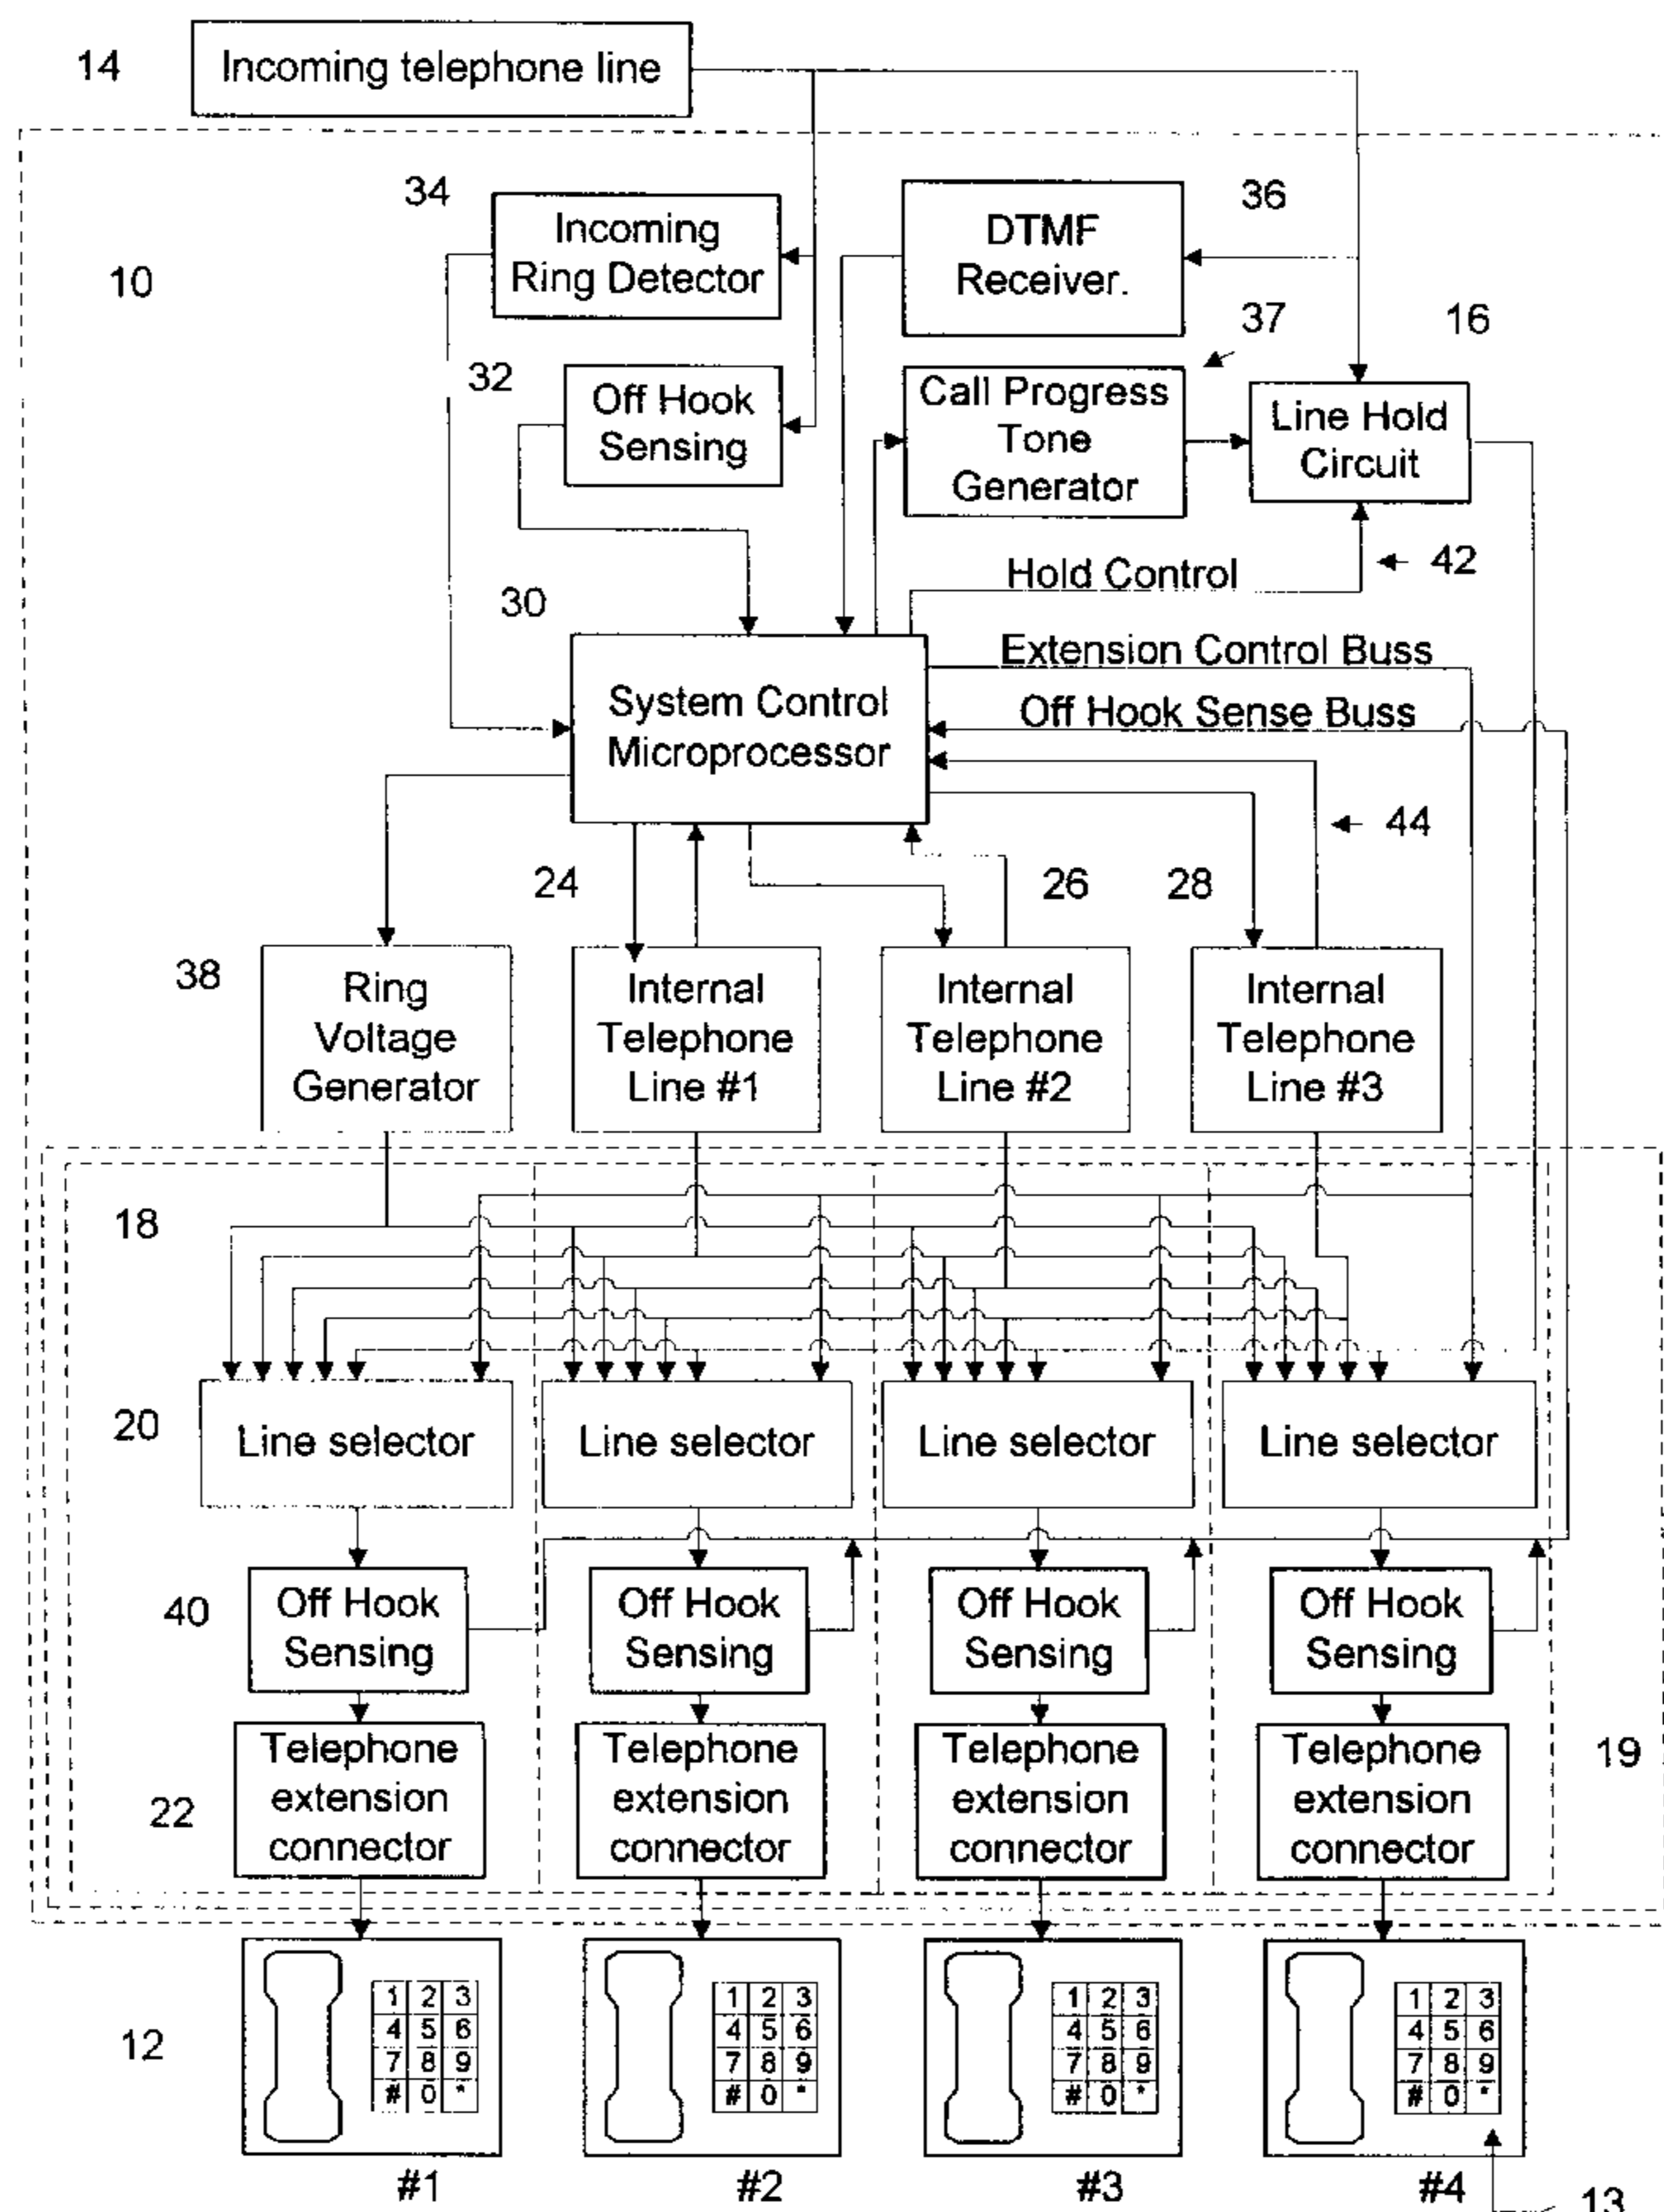 14
Incoming telephone line
34
Incoming
Ring Detector
DTMF
Receiver.
36
10
37
16
32
Off Hook
Sensing
Call Progress
Tone
Generator
Line Hold
Circuit
Hold Control
42
30
Extension Control Buss
System Control
Microprocessor
Off Hook Sense Buss
44
24
26
28
38
Ring
Voltage
Generator
Internal
Telephone
Line #1
Internal
Telephone
Line #2
Internal
Telephone
Line #3
18
20
Line selector
Line selector
Line selector
Line selector
40
Off Hook
Sensing
Off Hook
Sensing
Off Hook
Sensing
Off Hook
Sensing
19
22
Telephone
extension
connector
Telephone
extension
connector
Telephone
extension
connector
Telephone
extension
connector
12
1 2 3
4 5 6
7 8 9
# 0 *
1 2 3
4 5 6
7 8 9
# 0 *
1 2 3
4 5 6
7 8 9
# 0 *
1 2 3
4 5 6
7 8 9
# 0 *
#1
#2
#3
#4
13